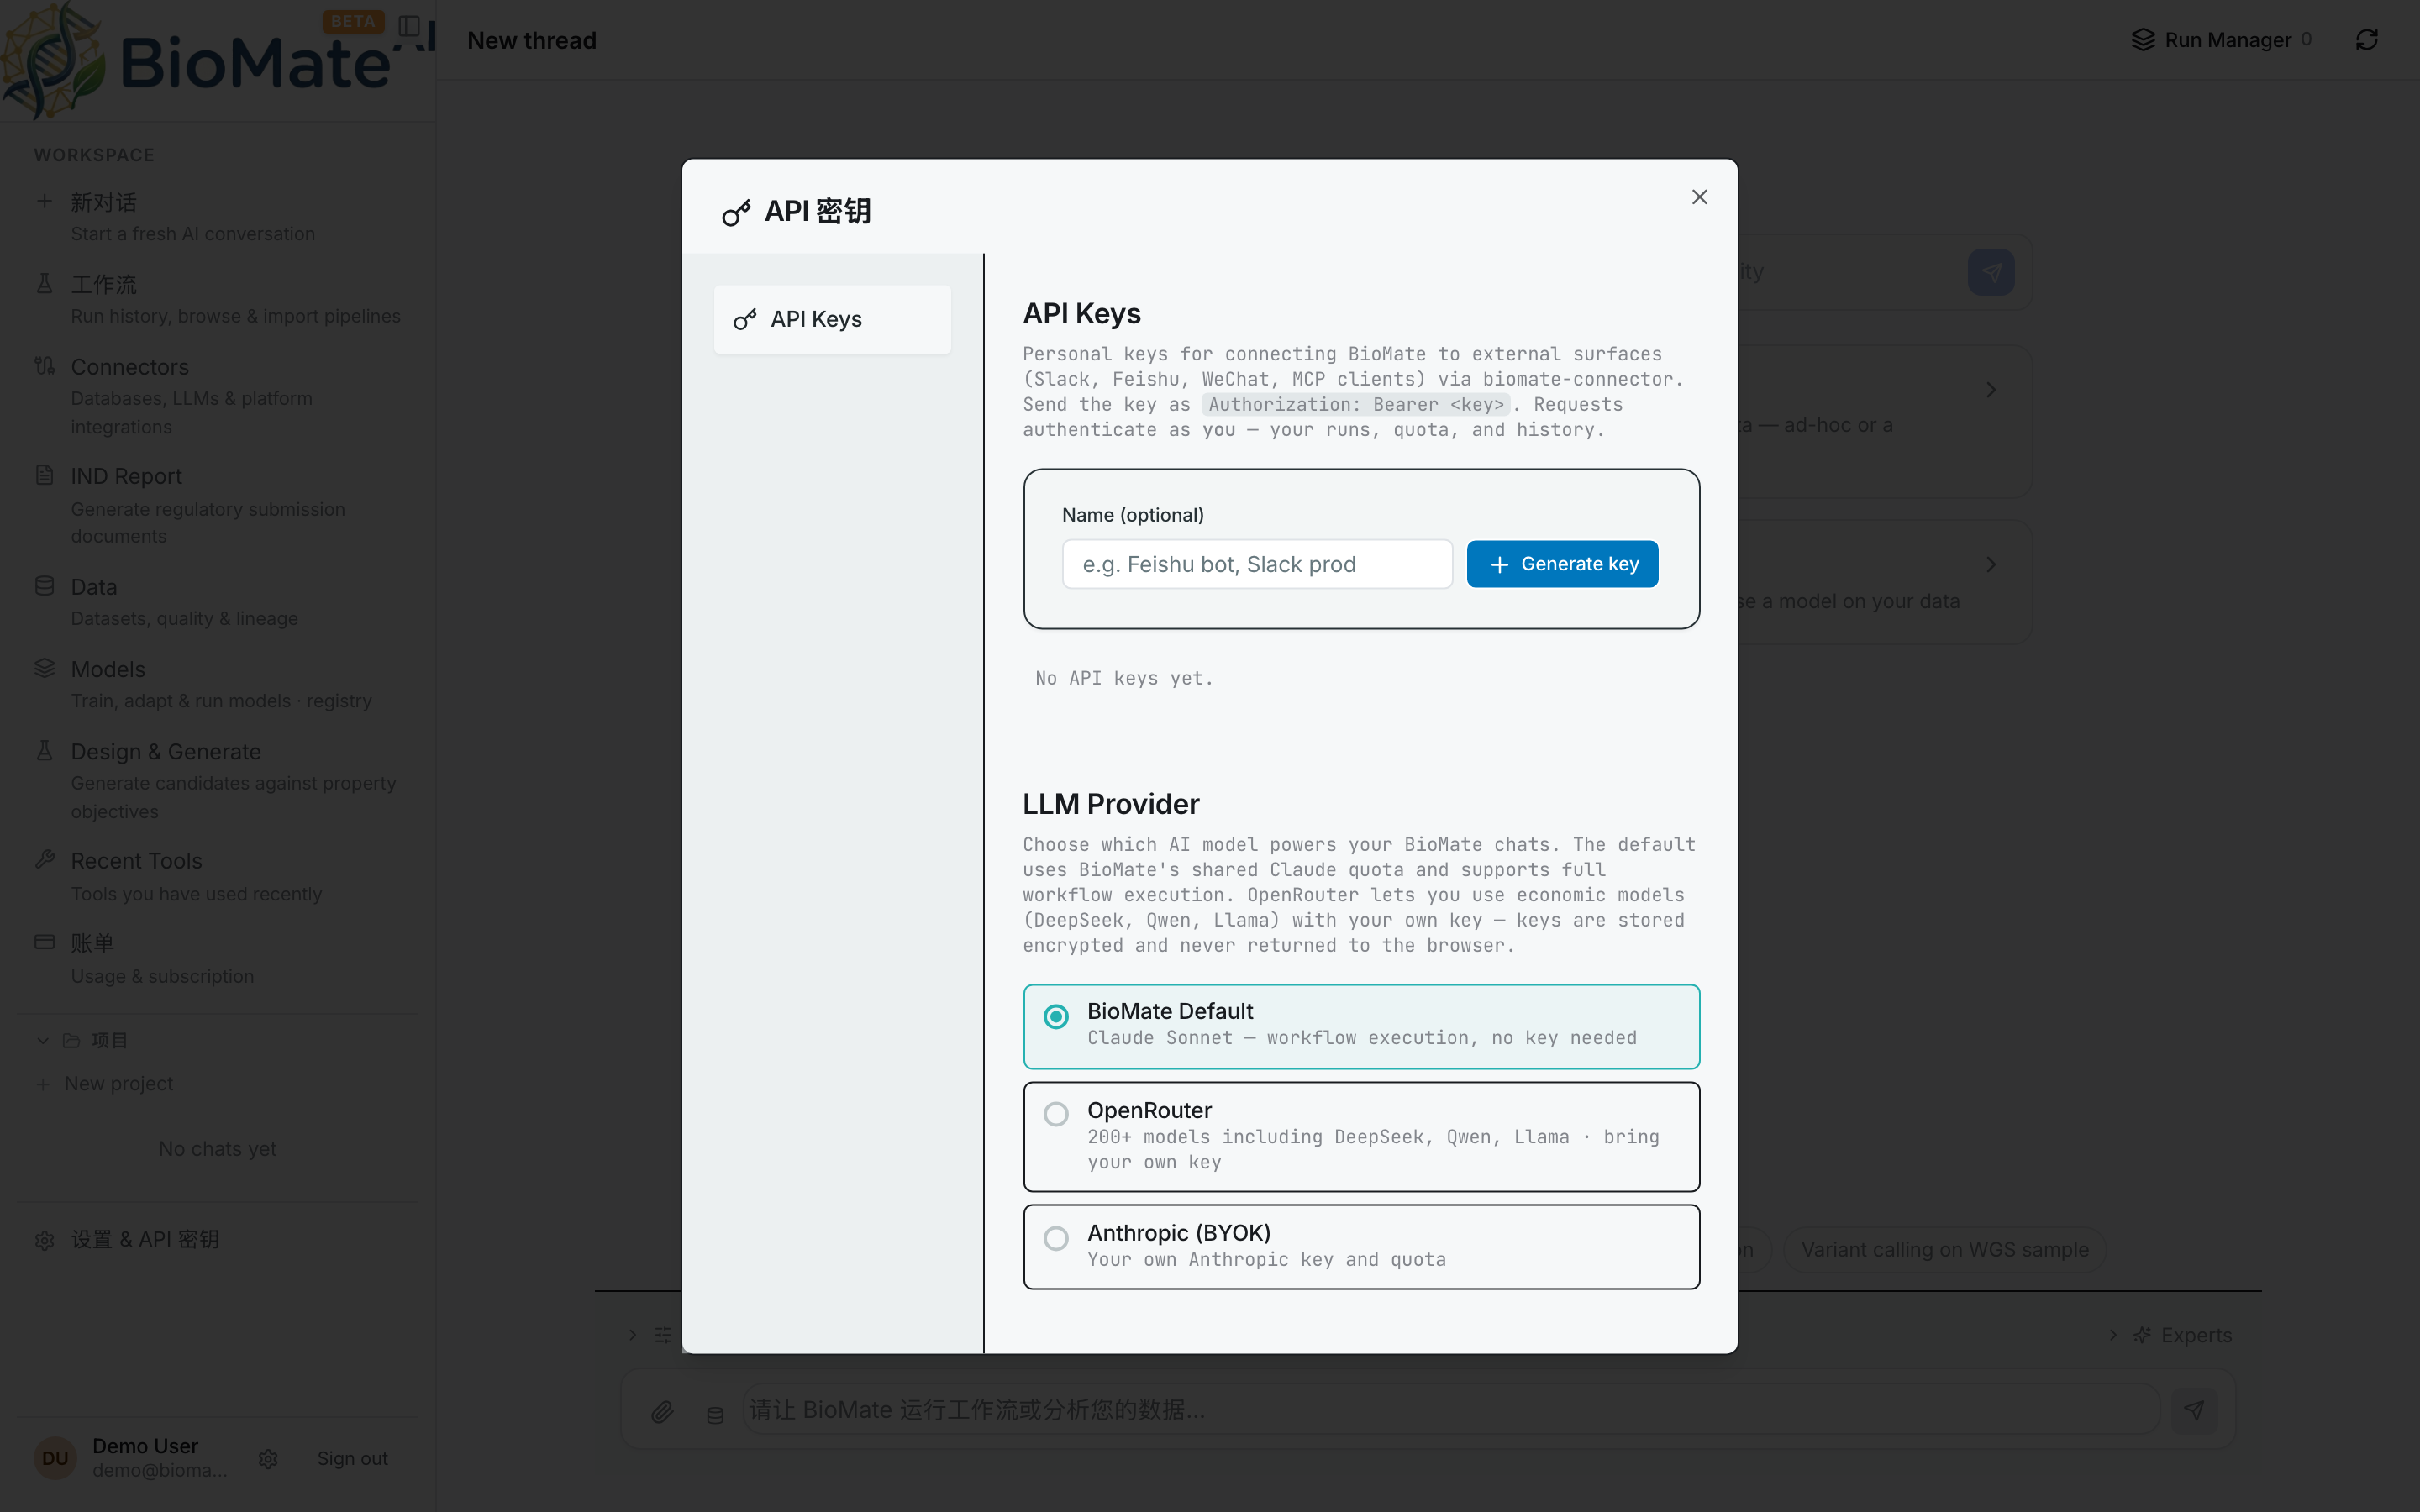 BETA
BioMate
New thread
Run Manager 0
WORKSPACE
新对话
Start a fresh AI conversation
工作流
Run history, browse & import pipelines
Connectors
Databases, LLMs & platform
integrations
IND Report
Generate regulatory submission
documents
Data
Datasets, quality & lineage
Models
Train, adapt & run models · registry
Design & Generate
Generate candidates against property
objectives
Recent Tools
Tools you have used recently
账单
Usage & subscription
项目
New project
No chats yet
设置 & API 密钥
DU
Demo User
demo@bioma...
Sign out
API 密钥
API Keys
API Keys
Personal keys for connecting BioMate to external surfaces
(Slack, Feishu, WeChat, MCP clients) via biomate-connector.
Send the key as Authorization: Bearer <key>. Requests
authenticate as you — your runs, quota, and history.
Name (optional)
e.g. Feishu bot, Slack prod
Generate key
No API keys yet.
LLM Provider
Choose which AI model powers your BioMate chats. The default
uses BioMate's shared Claude quota and supports full
workflow execution. OpenRouter lets you use economic models
(DeepSeek, Qwen, Llama) with your own key — keys are stored
encrypted and never returned to the browser.
BioMate Default
Claude Sonnet — workflow execution, no key needed
OpenRouter
200+ models including DeepSeek, Qwen, Llama · bring
your own key
Anthropic (BYOK)
Your own Anthropic key and quota
— ad-hoc or a
a model on your data
Variant calling on WGS sample
Experts
请让 BioMate 运行工作流或分析您的数据...